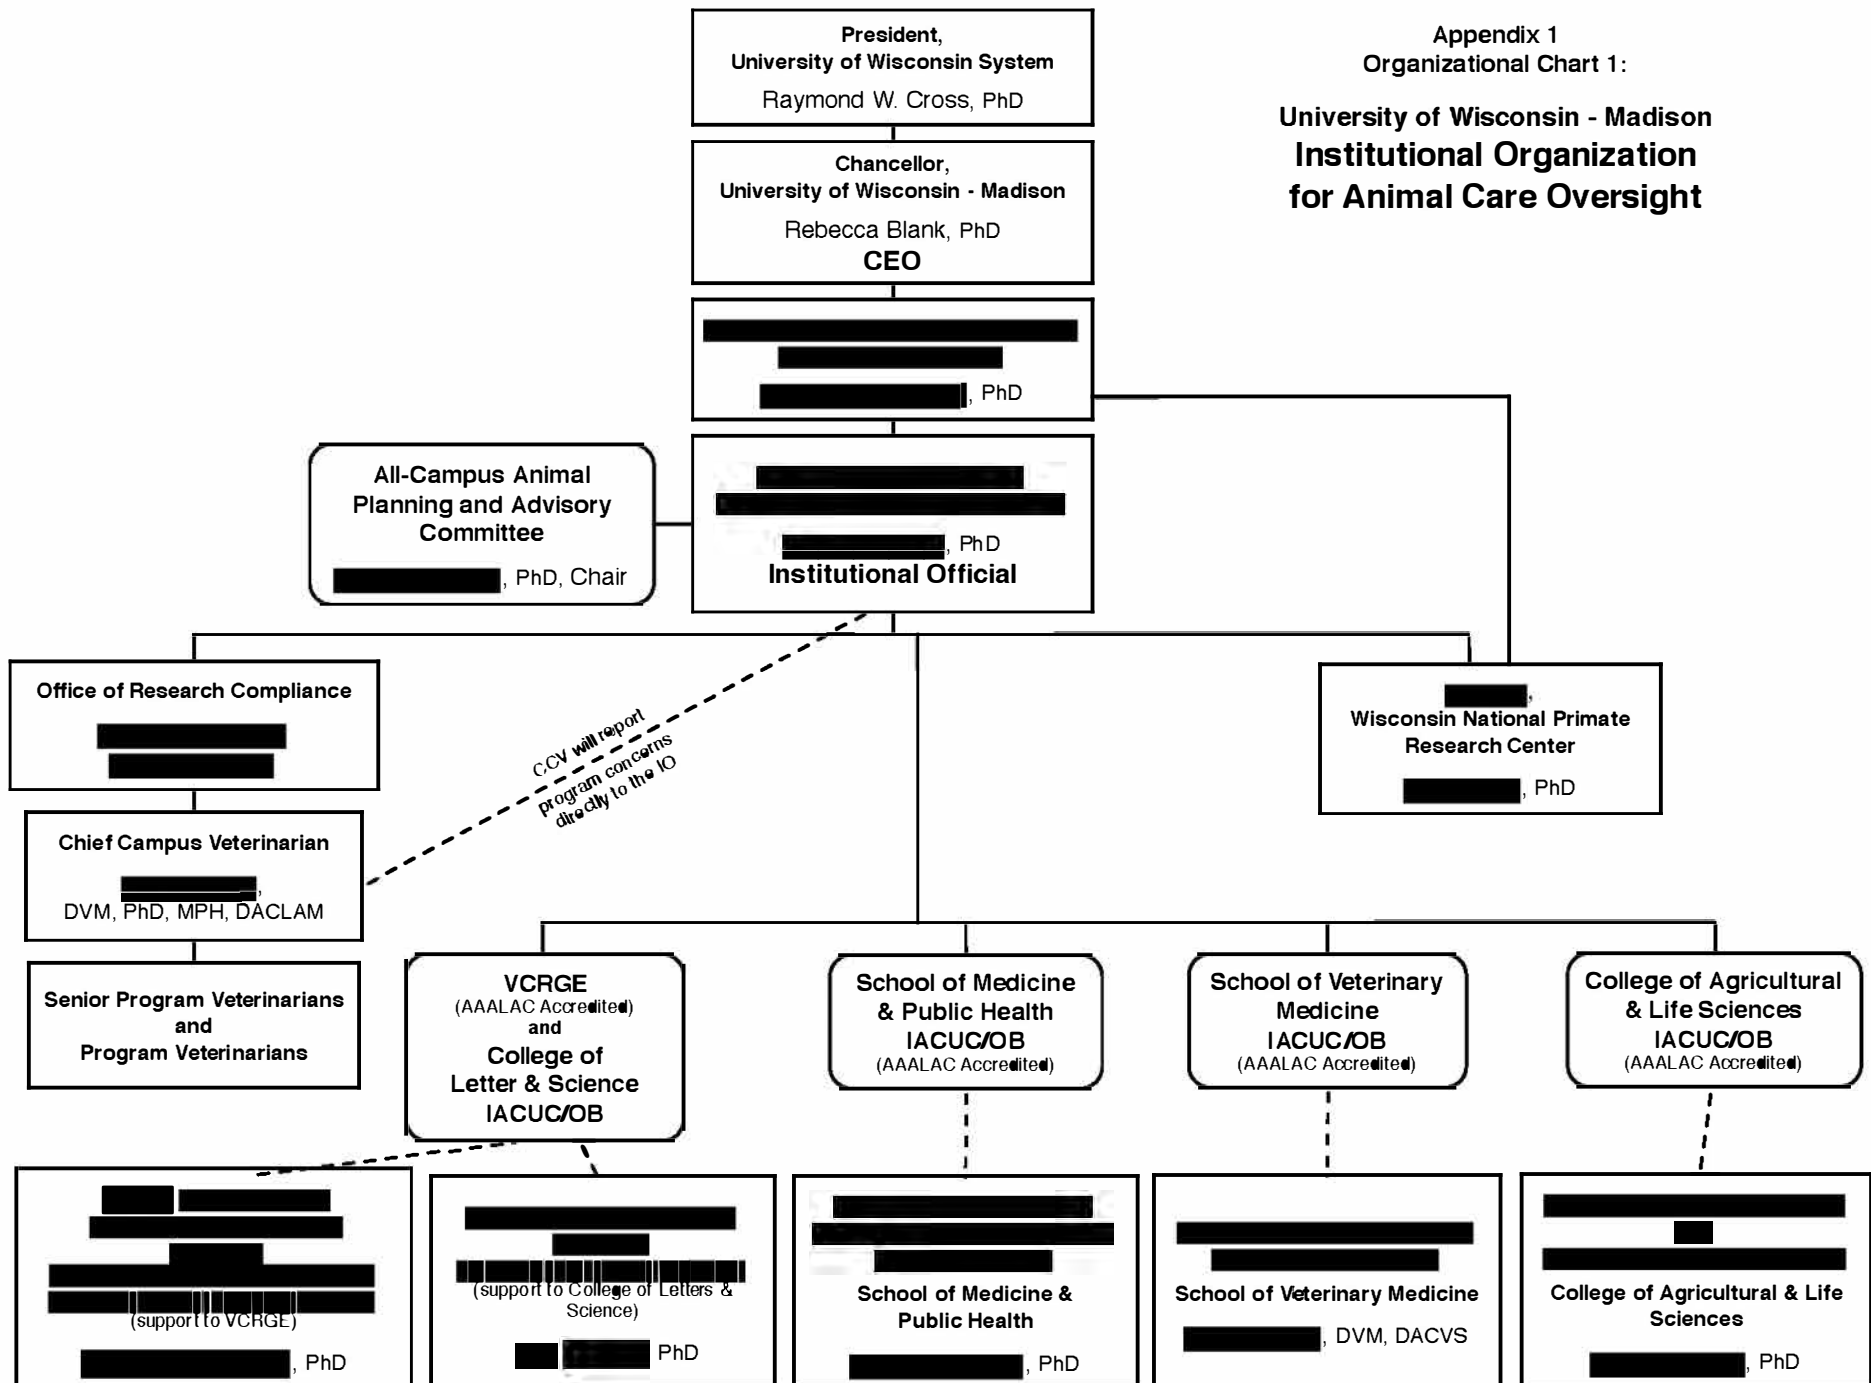 President,
University of Wisconsin System
Raymond W. Cross, PhD
Appendix 1
Organizational Chart 1:
University of Wisconsin - Madison
Institutional Organization
for Animal Care Oversight
Chancellor,
University of Wisconsin - Madison
Rebecca Blank, PhD
CEO
, PhD
All-Campus Animal
Planning and Advisory
Committee
, PhD, Chair
, PhD
Institutional Official
Office of Research Compliance
CCV will report
program concerns
directly to the IO
,
Wisconsin National Primate
Research Center
, PhD
Chief Campus Veterinarian
,
DVM, PhD, MPH, DACLAM
Senior Program Veterinarians
and
Program Veterinarians
VCRGE
(AAALAC Accredited)
and
College of
Letter & Science
IACUC/OB
School of Medicine
& Public Health
IACUC/OB
(AAALAC Accredited)
School of Veterinary
Medicine
IACUC/OB
(AAALAC Accredited)
College of Agricultural
& Life Sciences
IACUC/OB
(AAALAC Accredited)
(support to VCRGE)
, PhD
(support to College of Letters &
Science)
PhD
School of Medicine &
Public Health
, PhD
School of Veterinary Medicine
, DVM, DACVS
College of Agricultural & Life
Sciences
, PhD